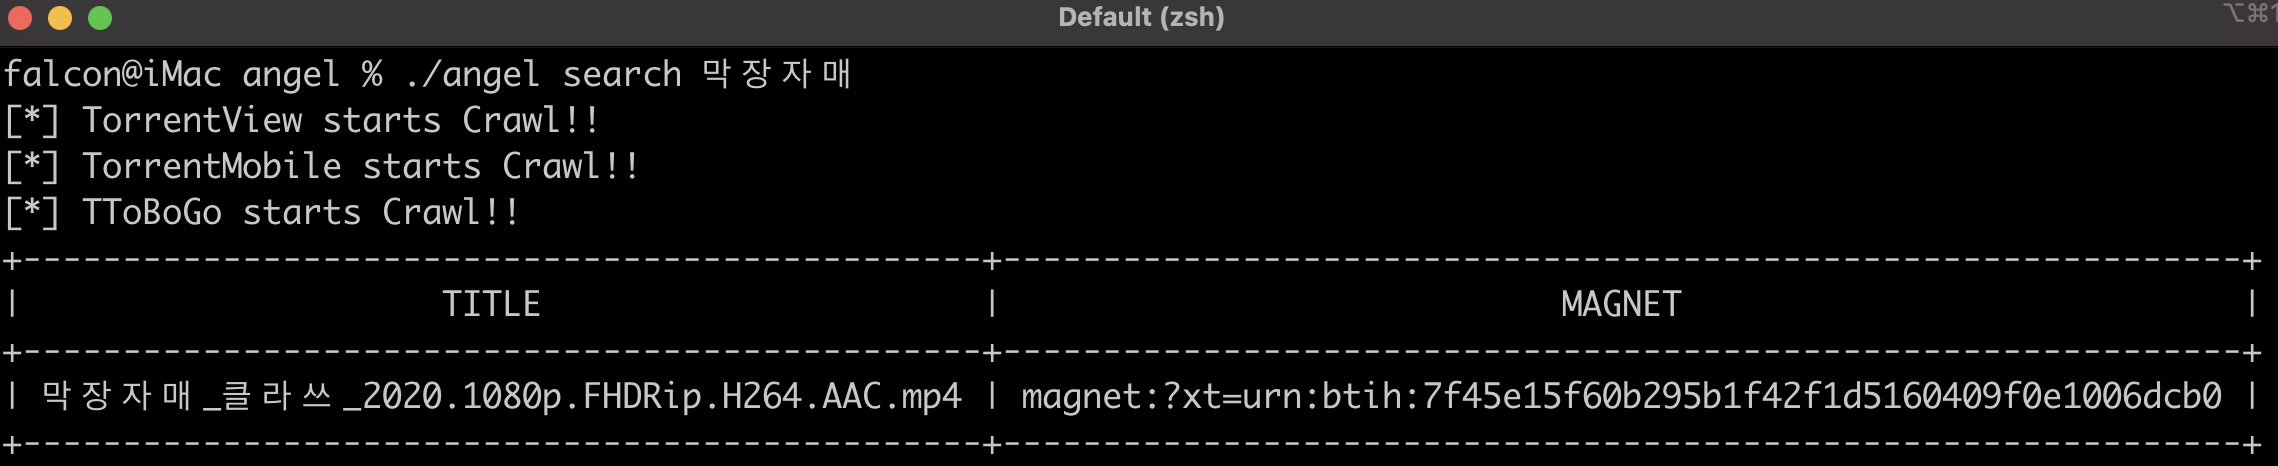 Default (zsh)
⌥⌘1
falcon@iMac angel % ./angel search 막장자매
[*] TorrentView starts Crawl!!
[*] TorrentMobile starts Crawl!!
[*] TToBoGo starts Crawl!!
+------------------------------------------------+--------------------------------------------------------------+
| TITLE | MAGNET |
+------------------------------------------------+--------------------------------------------------------------+
| 막장자매_클라쓰_2020.1080p.FHDRip.H264.AAC.mp4 | magnet:?xt=urn:btih:7f45e15f60b295b1f42f1d5160409f0e1006dcb0 |
+------------------------------------------------+--------------------------------------------------------------+